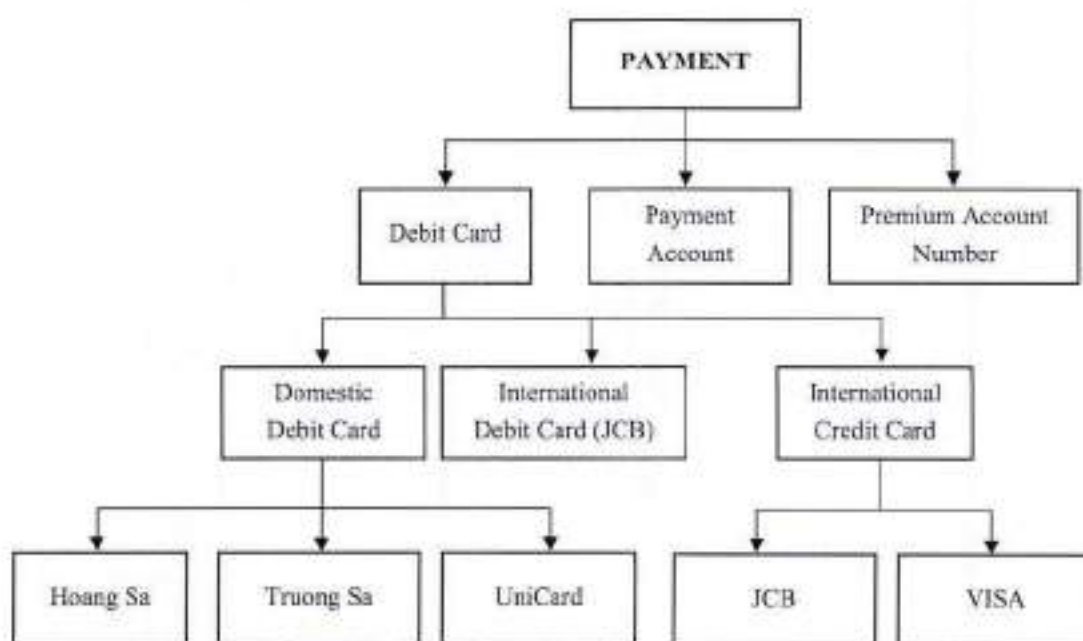 PAYMENT
Debit Card
Payment
Account
Premium Account
Number
Domestic
Debit Card
International
Debit Card (JCB)
International
Credit Card
Hoang Sa
Truong Sa
UniCard
JCB
VISA